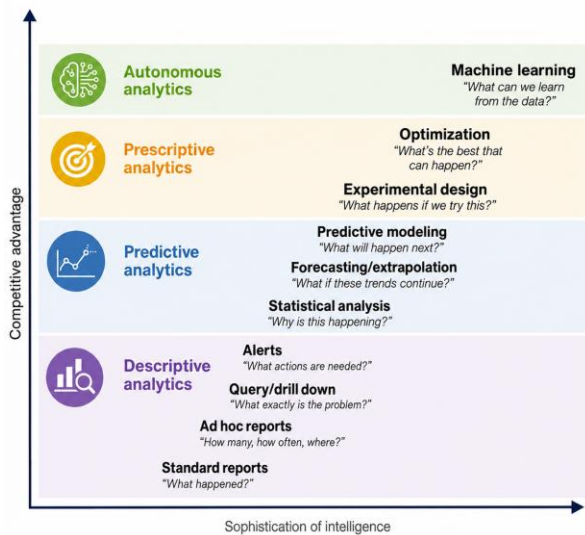 Competitive advantage
Autonomous
analytics
Machine learning
“What can we learn
from the data?”
Prescriptive
analytics
Optimization
“What’s the best that
can happen?”
Experimental design
“What happens if we try this?”
Predictive
analytics
Predictive modeling
“What will happen next?”
Forecasting/extrapolation
“What if these trends continue?”
Statistical analysis
“Why is this happening?”
Descriptive
analytics
Alerts
“What actions are needed?”
Query/drill down
“What exactly is the problem?”
Ad hoc reports
“How many, how often, where?”
Standard reports
“What happened?”
Sophistication of intelligence